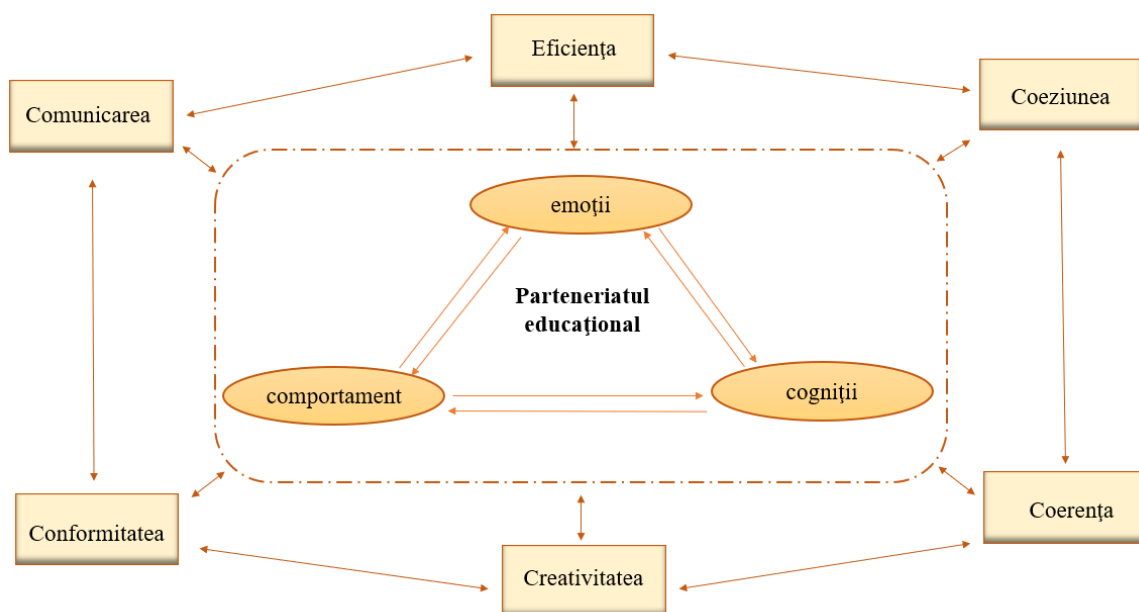 Eficienţa
Comunicarea
Coeziunea
emoţii
Parteneriatul
educaţional
comportament
cogniţii
Conformitatea
Coerenţa
Creativitatea